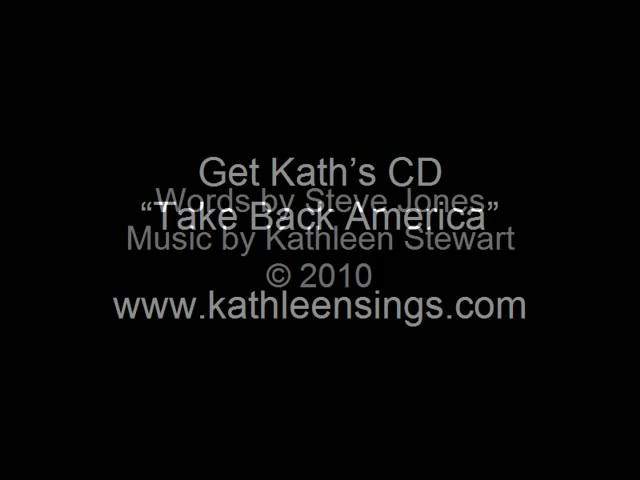 Get Kath's CD
Words by Steve Jones
“Take Back America”
Music by Kathleen Stewart
© 2010
www.kathleensings.com